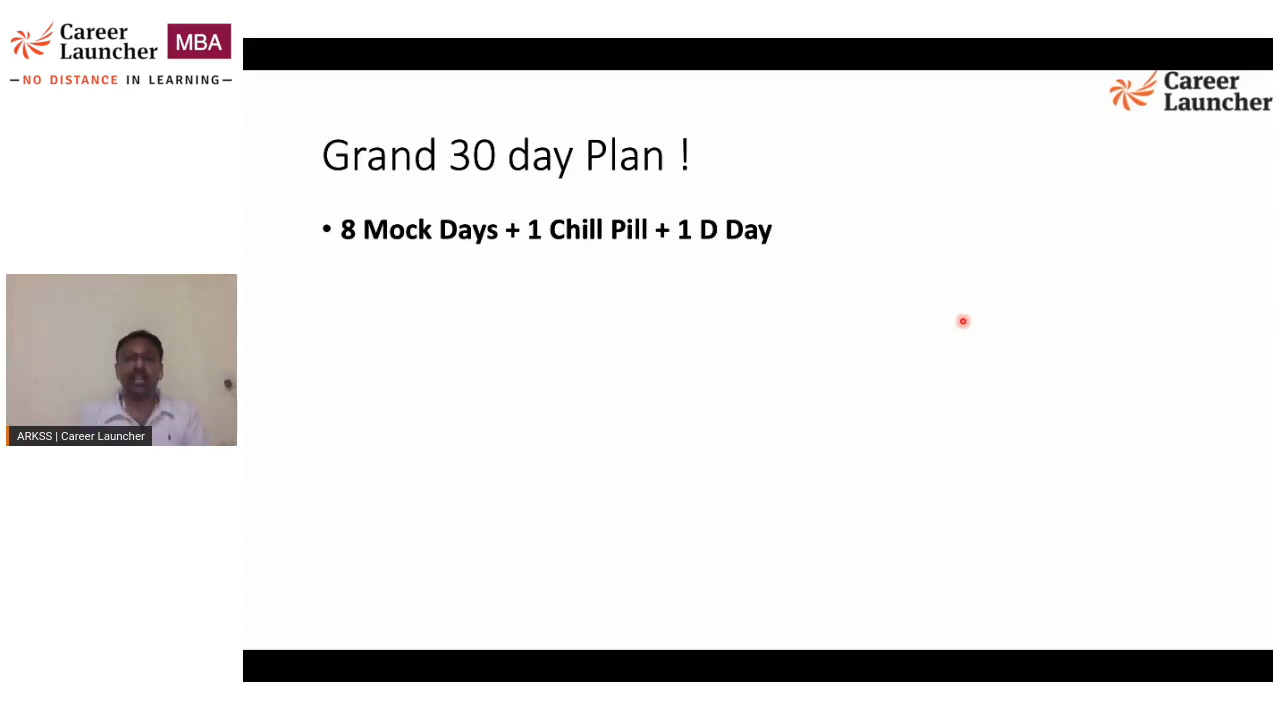 Career
Launcher
MBA
—NO DISTANCE IN LEARNING—
Career
Launcher
Grand 30 day Plan !
• 8 Mock Days + 1 Chill Pill + 1 D Day
ARKSS | Career Launcher